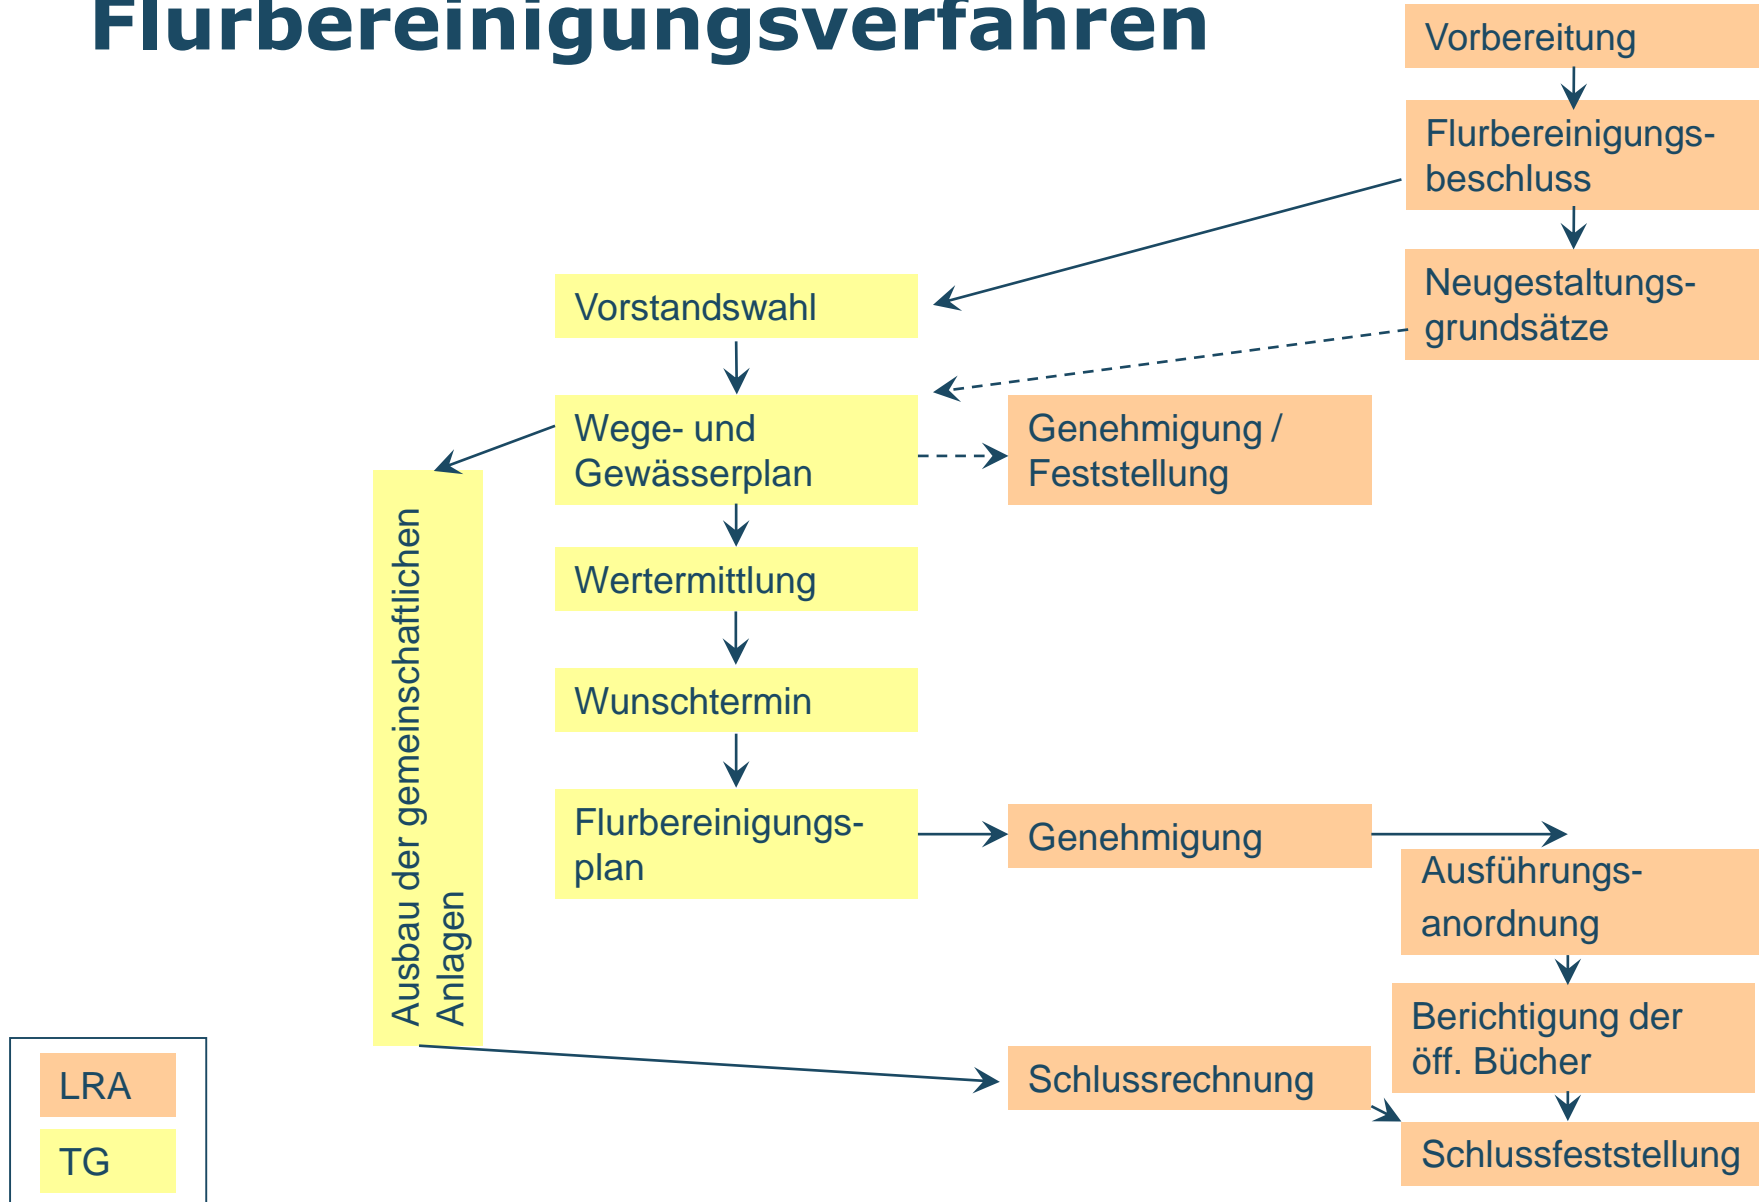 Flurbereinigungsverfahren
Vorbereitung
Flurbereinigungs-
beschluss
Neugestaltungs-
grundsätze
Vorstandswahl
Wege- und
Gewässerplan
Genehmigung /
Feststellung
Wertermittlung
Wunschtermin
Flurbereinigungs-
plan
Genehmigung
Ausführungs-
anordnung
Berichtigung der
öff. Bücher
Ausbau der gemeinschaftlichen
Anlagen
Schlussrechnung
Schlussfeststellung
LRA
TG